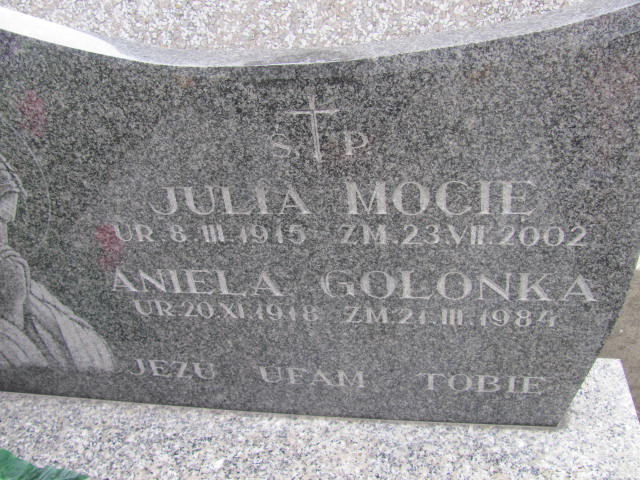 Ś. P.
JULIA MOCIE
UR. 8. III. 1915 ZM. 23. VII. 2002
ANIELA GOLONKA
UR. 20. XI. 1918 ZM. 21. III. 1984
JEZU UFAM TOBIE